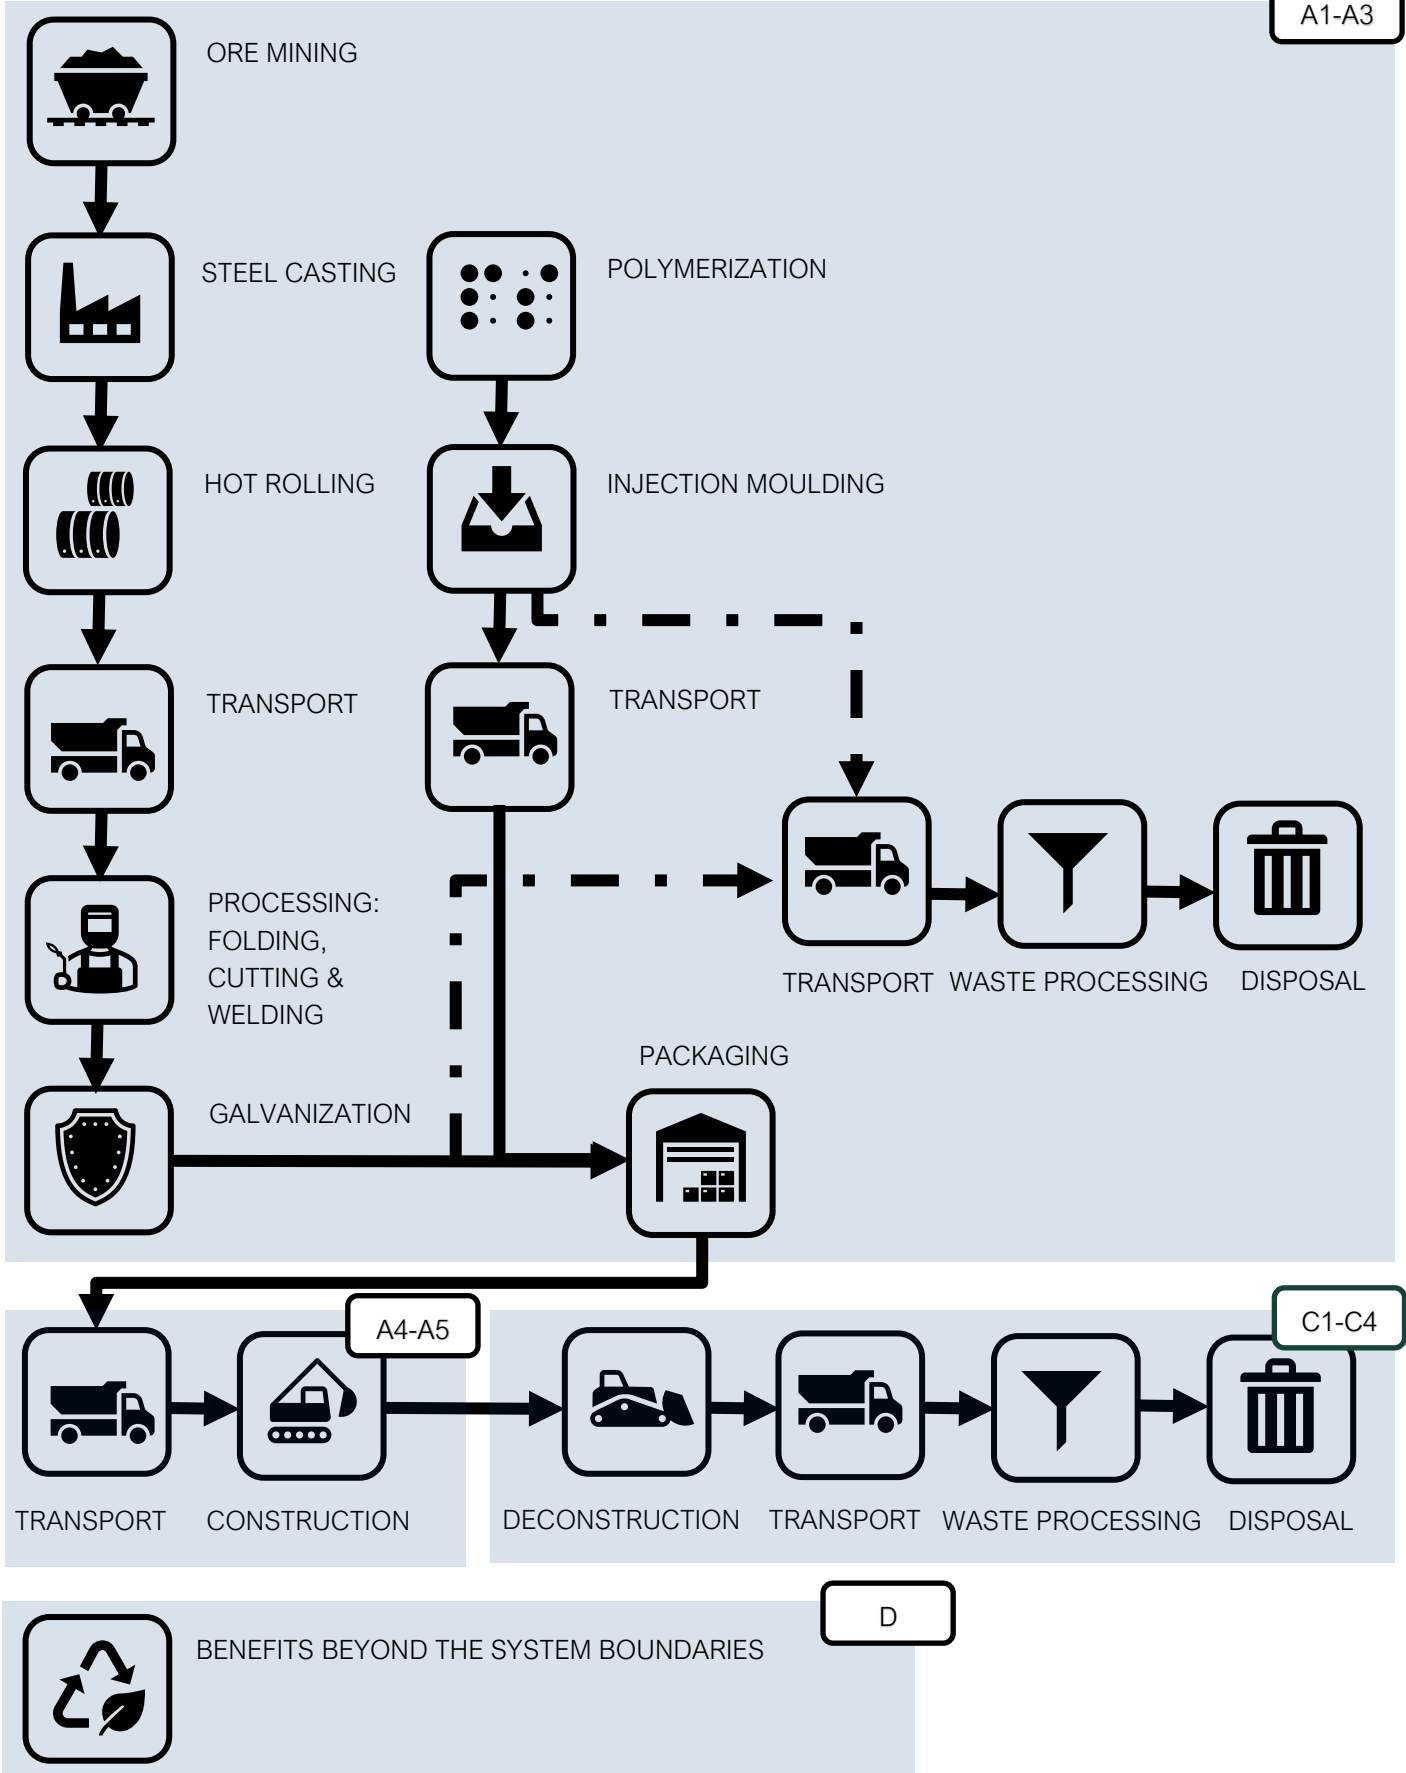 A1-A3
ORE MINING
STEEL CASTING
POLYMERIZATION
HOT ROLLING
INJECTION MOULDING
TRANSPORT
TRANSPORT
PROCESSING:
FOLDING,
CUTTING &
WELDING
TRANSPORT
WASTE PROCESSING
DISPOSAL
PACKAGING
GALVANIZATION
A4-A5
C1-C4
TRANSPORT
CONSTRUCTION
DECONSTRUCTION
TRANSPORT
WASTE PROCESSING
DISPOSAL
D
BENEFITS BEYOND THE SYSTEM BOUNDARIES